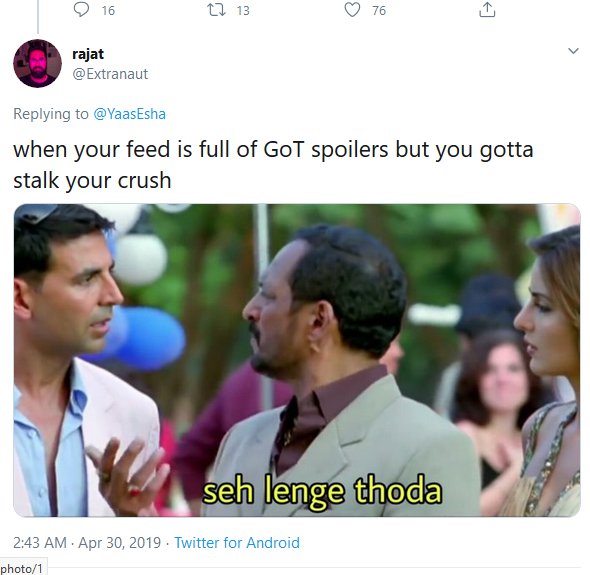 16 13 76
rajat
@Extranaut
Replying to @YaasEsha
when your feed is full of GoT spoilers but you gotta
stalk your crush
seh lenge thoda
2:43 AM · Apr 30, 2019 · Twitter for Android
photo/1